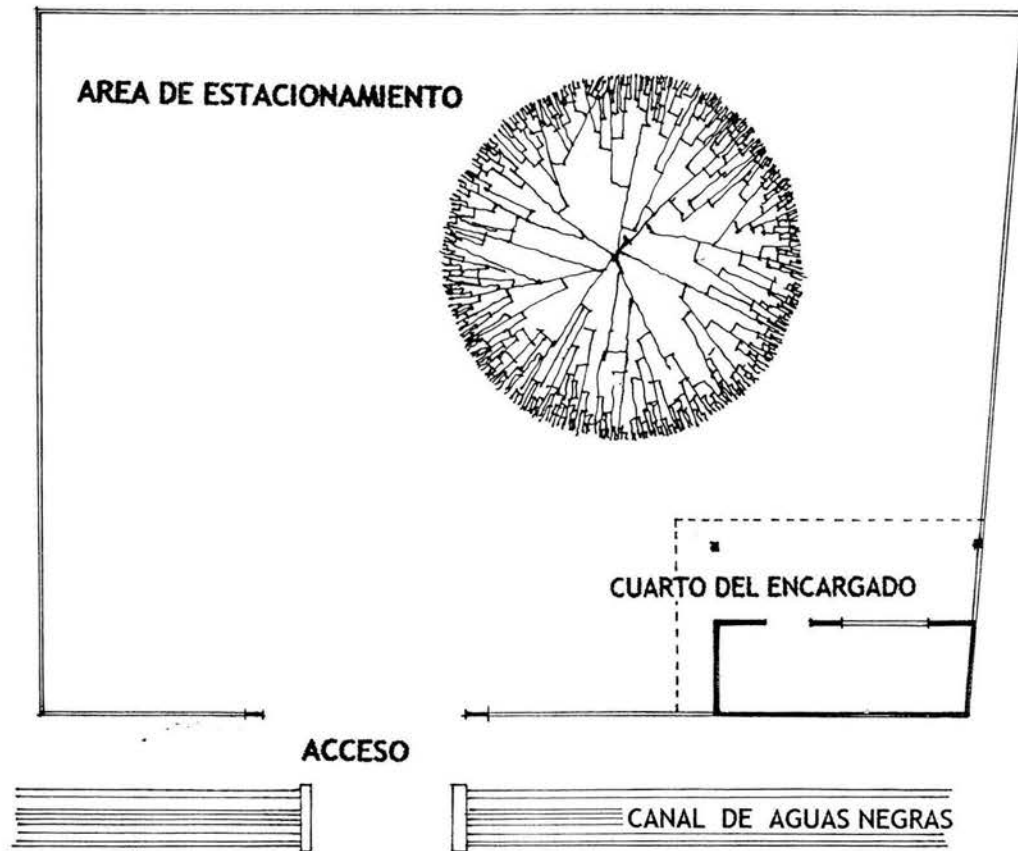 AREA DE ESTACIONAMIENTO
CUARTO DEL ENCARGADO
ACCESO
CANAL DE AGUAS NEGRAS